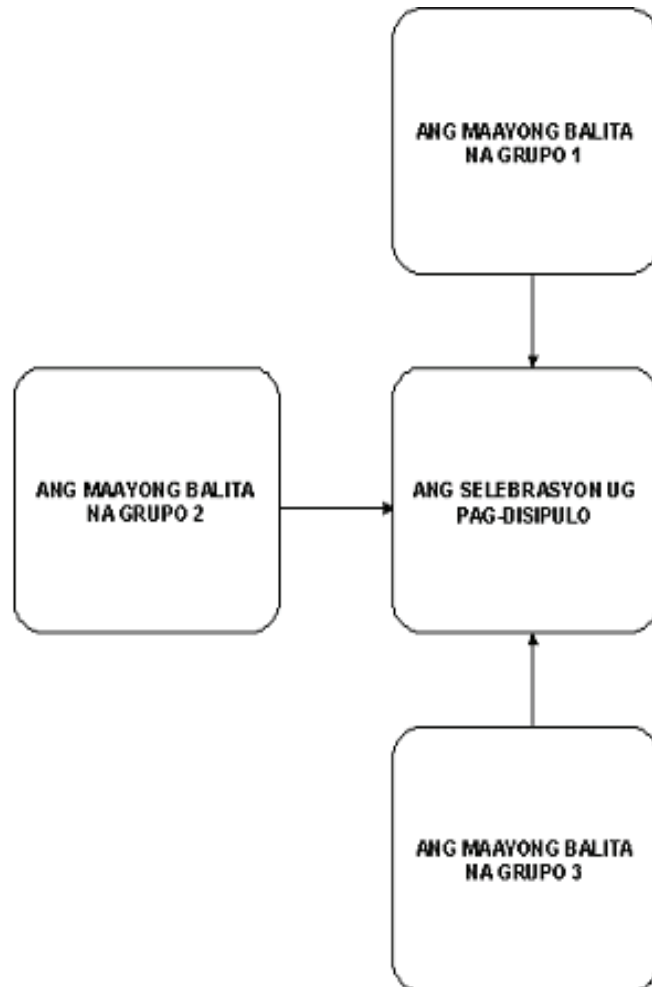 ANG MAAYONG BALITA
NA GRUPO 1
ANG MAAYONG BALITA
NA GRUPO 2
ANG SELEBRASYON UG
PAG-DISIPULO
ANG MAAYONG BALITA
NA GRUPO 3